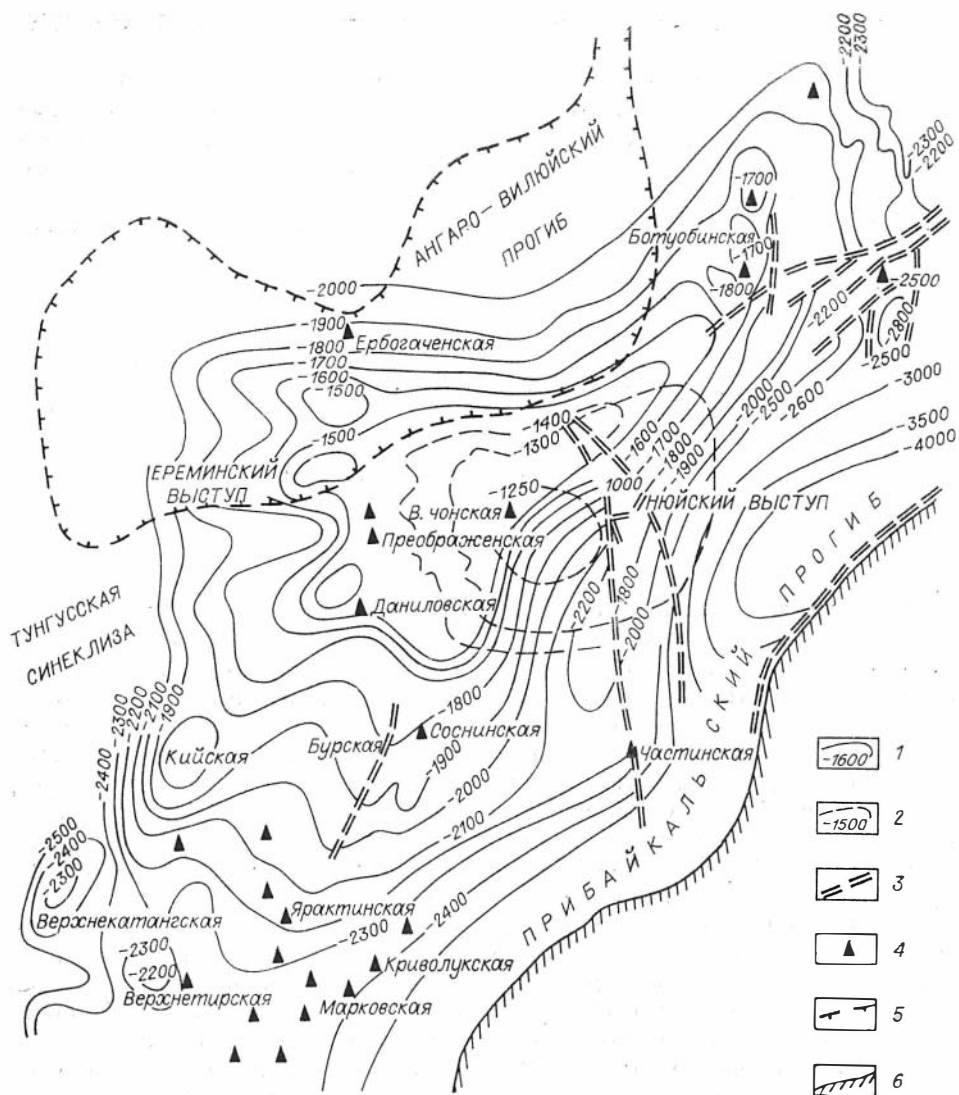 -2200
-2300
-2300
-2200
АНГАРО-ВИЛЮЙСКИЙ
ПРОГИБ
-1700
Ботуобинская
-1700
-1800
-2500
-2200
-2800
-2500
-2000
-1900
-1800
-1700
-1600
-1500
Ербогаченская
-2000
-2500
-2600
-3000
-3500
-4000
-1500
-1400
-1300
-1600
-1700
-1800
-1900
ЕРЕМИНСКИЙ
ВЫСТУП
-1250
1000
НЮЙСКИЙ ВЫСТУП
В. чонская
Преображенская
Даниловская
-2200
-1800
-2000
ТУНГУССКАЯ
СИНЕКЛИЗА
-2400
-2300
-2200
-2100
-1900
Кийская
Бурская
-1800
Соснинская
-1900
-2000
-2100
Частинская
ПРИБАЙКАЛЬСКИЙ ПРОГИБ
-2500
-2400
-2300
Верхнекатангская
Ярактинская
-2300
-2400
-2300
-2200
Верхнетирская
Криволукская
Марковская
-1600 1
-1500 2
3
4
5
6